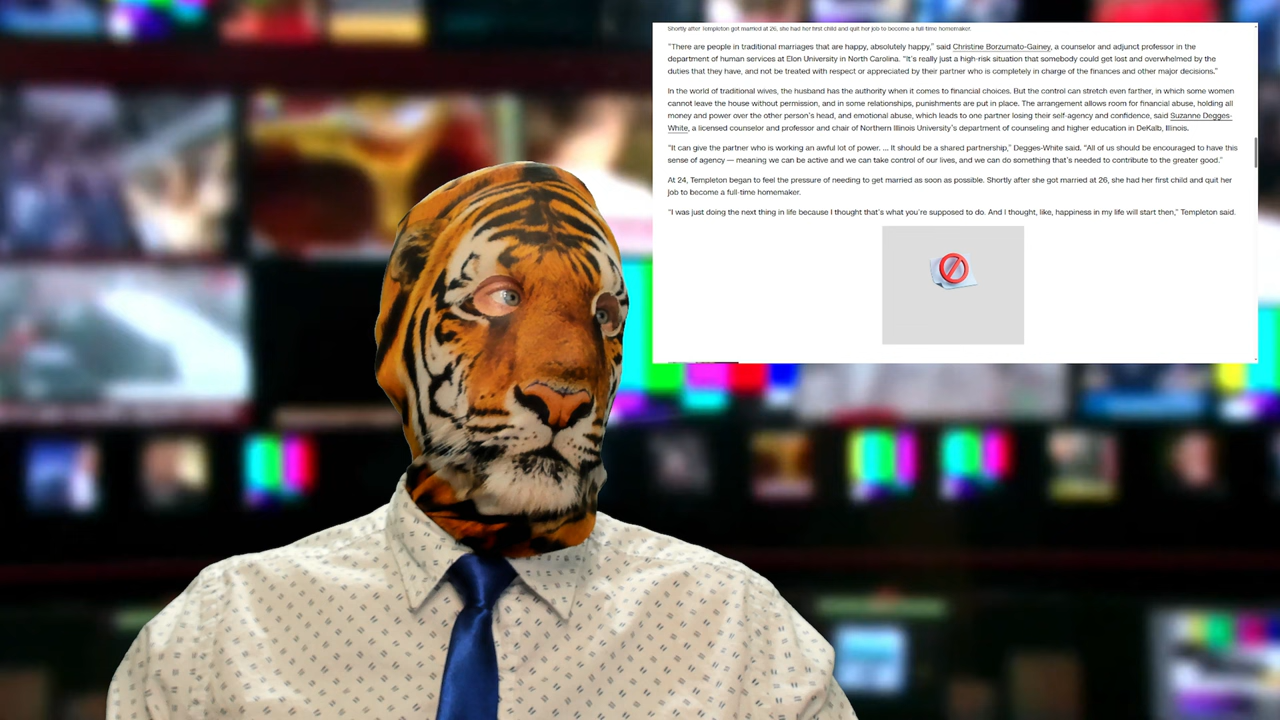 Shortly after Templeton got married at 26, she had her first child and quit her job to become a full-time homemaker.
“There are people in traditional marriages that are happy, absolutely happy,” said Christine Borzumato-Gainey, a counselor and adjunct professor in the
department of human services at Elon University in North Carolina. “It’s really just a high-risk situation that somebody could get lost and overwhelmed by the
duties that they have, and not be treated with respect or appreciated by their partner who is completely in charge of the finances and other major decisions.”
In the world of traditional wives, the husband has the authority when it comes to financial choices. But the control can stretch even farther, in which some women
cannot leave the house without permission, and in some relationships, punishments are put in place. The arrangement allows room for financial abuse, holding all
money and power over the other person’s head, and emotional abuse, which leads to one partner losing their self-agency and confidence, said Suzanne Degges-
White, a licensed counselor and professor and chair of Northern Illinois University’s department of counseling and higher education in DeKalb, Illinois.
“It can give the partner who is working an awful lot of power. … It should be a shared partnership,” Degges-White said. “All of us should be encouraged to have this
sense of agency — meaning we can be active and we can take control of our lives, and we can do something that’s needed to contribute to the greater good.”
At 24, Templeton began to feel the pressure of needing to get married as soon as possible. Shortly after she got married at 26, she had her first child and quit her
job to become a full-time homemaker.
“I was just doing the next thing in life because I thought that’s what you’re supposed to do. And I thought, like, happiness in my life will start then,” Templeton said.